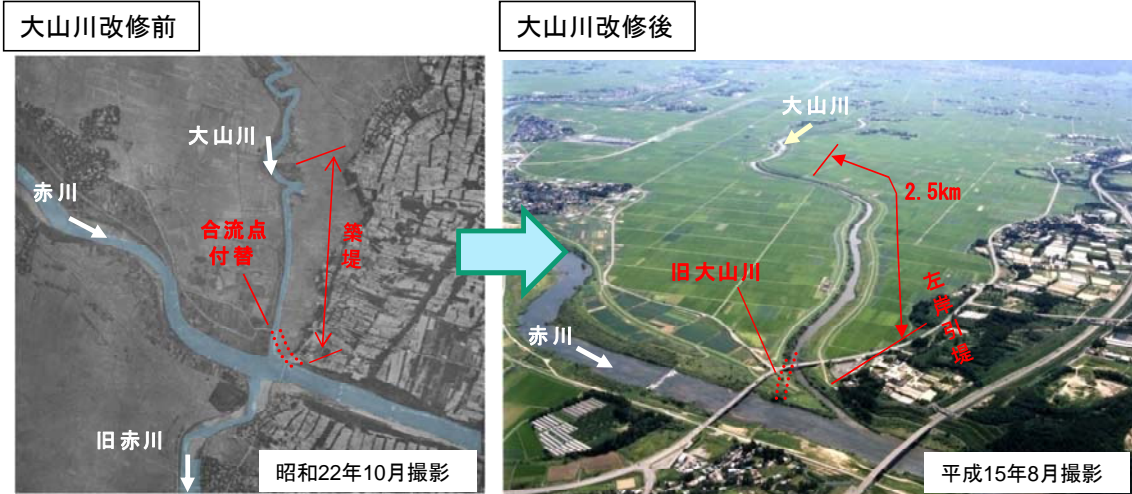 大山川改修前
大山川
赤川
合流点
付替
築堤
旧赤川
昭和22年10月撮影
大山川改修後
大山川
2.5km
旧大山川
左岸引堤
赤川
平成15年8月撮影